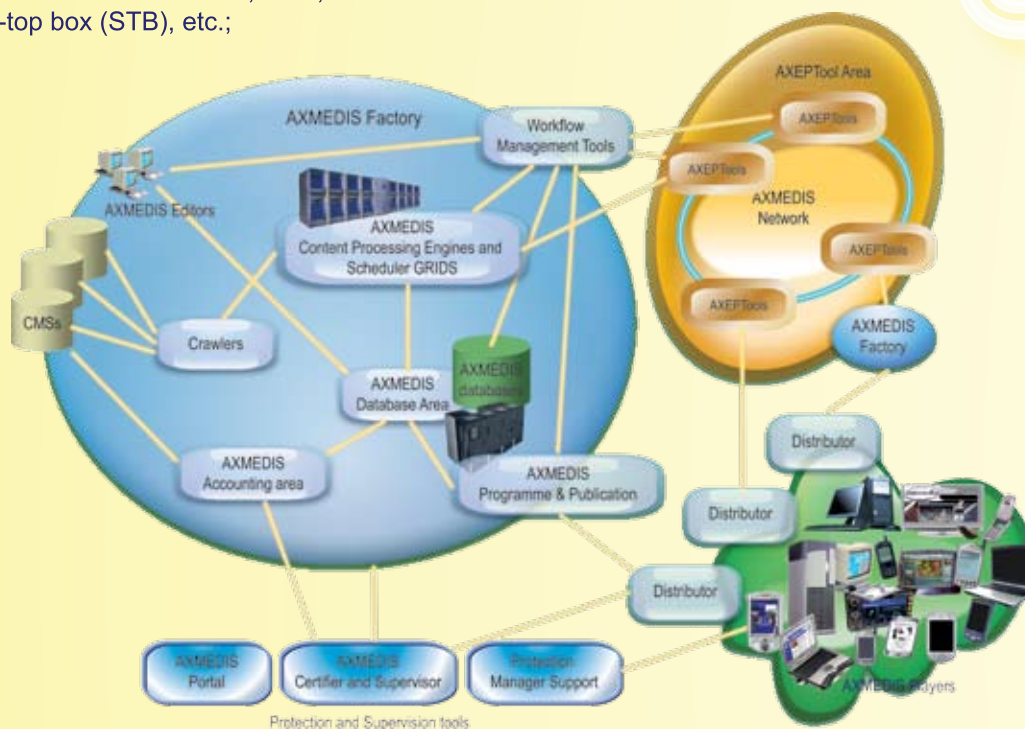 -top box (STB), etc.;
AXMEDIS Factory
Workflow
Management Tools
AXEPTool Area
AXEPTools
AXEPTools
AXMEDIS
Network
AXEPTools
AXEPTools
AXMEDIS Editors
AXMEDIS
Content Processing Engines and
Scheduler GRIDS
CMSs
Crawlers
AXMEDIS
Database Area
AXMEDIS
databases
AXMEDIS
Factory
AXMEDIS
Accounting area
AXMEDIS
Programme & Publication
Distributor
Distributor
Distributor
AXMEDIS
Portal
AXMEDIS
Certifier and Supervisor
Protection
Manager Support
AXMEDIS Players
Protection and Supervision tools